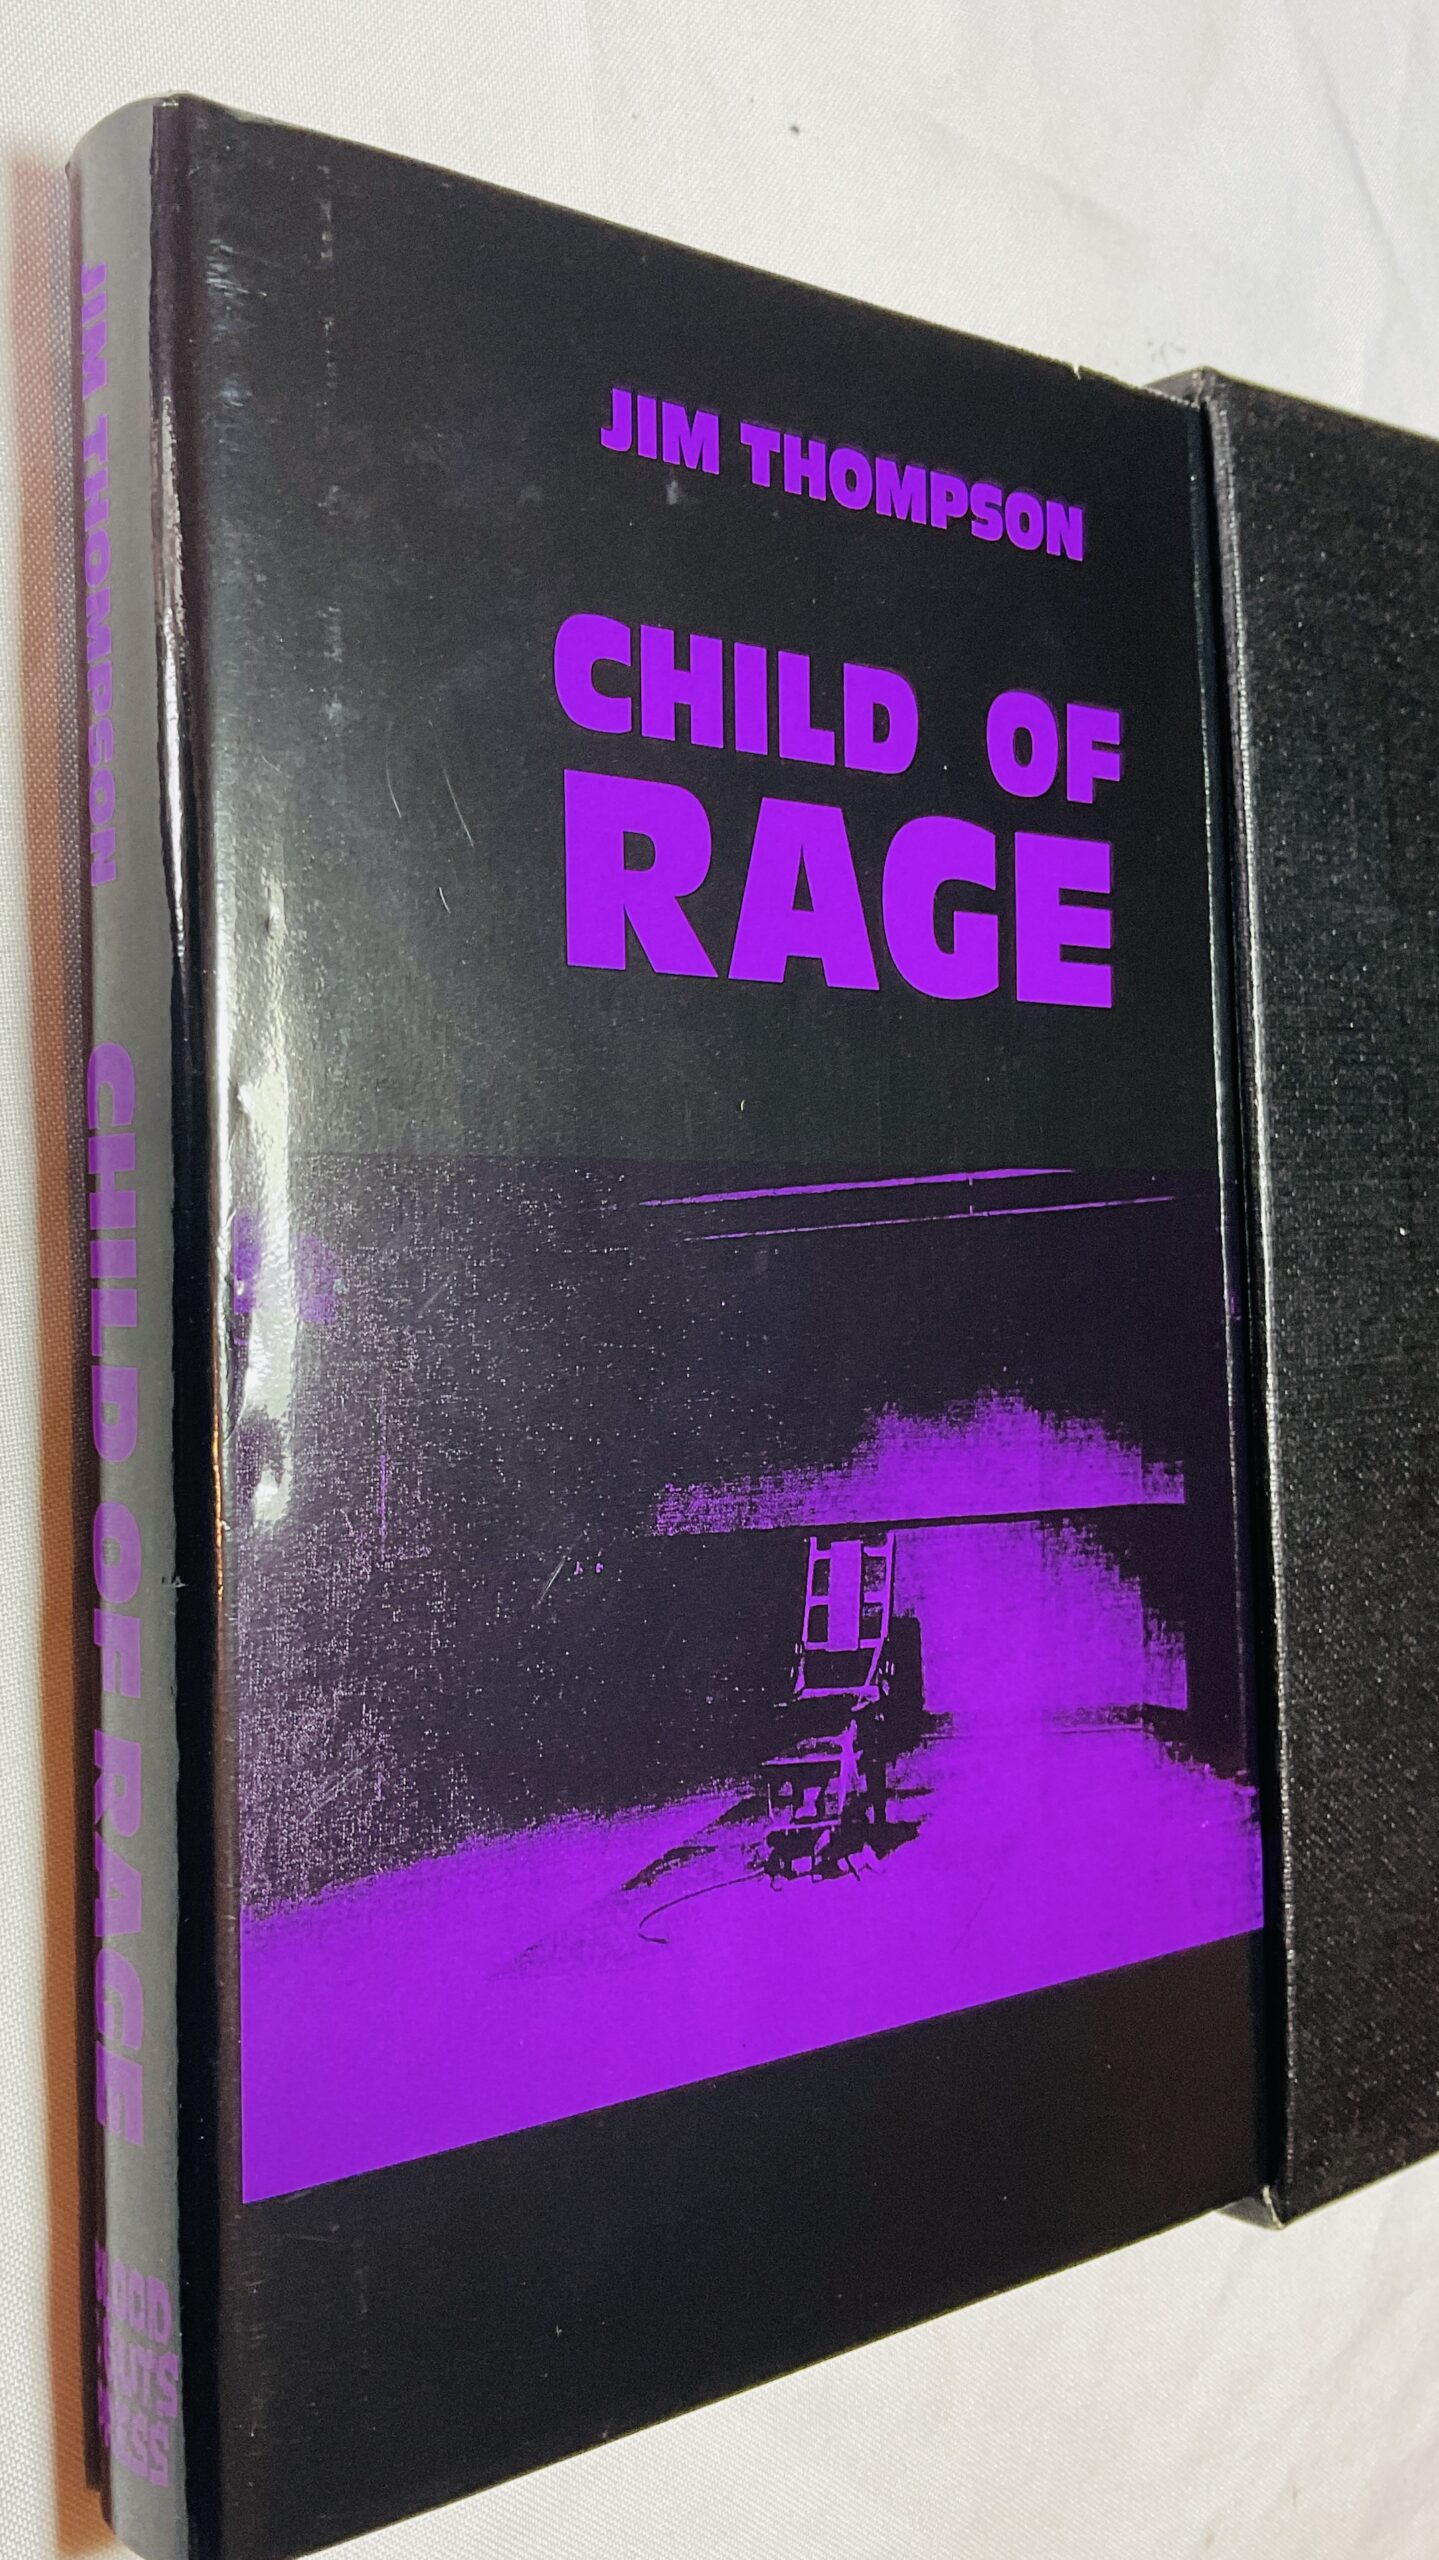 JIM THOMPSON
CHILD OF
RAGE
JIM THOMPSON CHILD OF RAGE